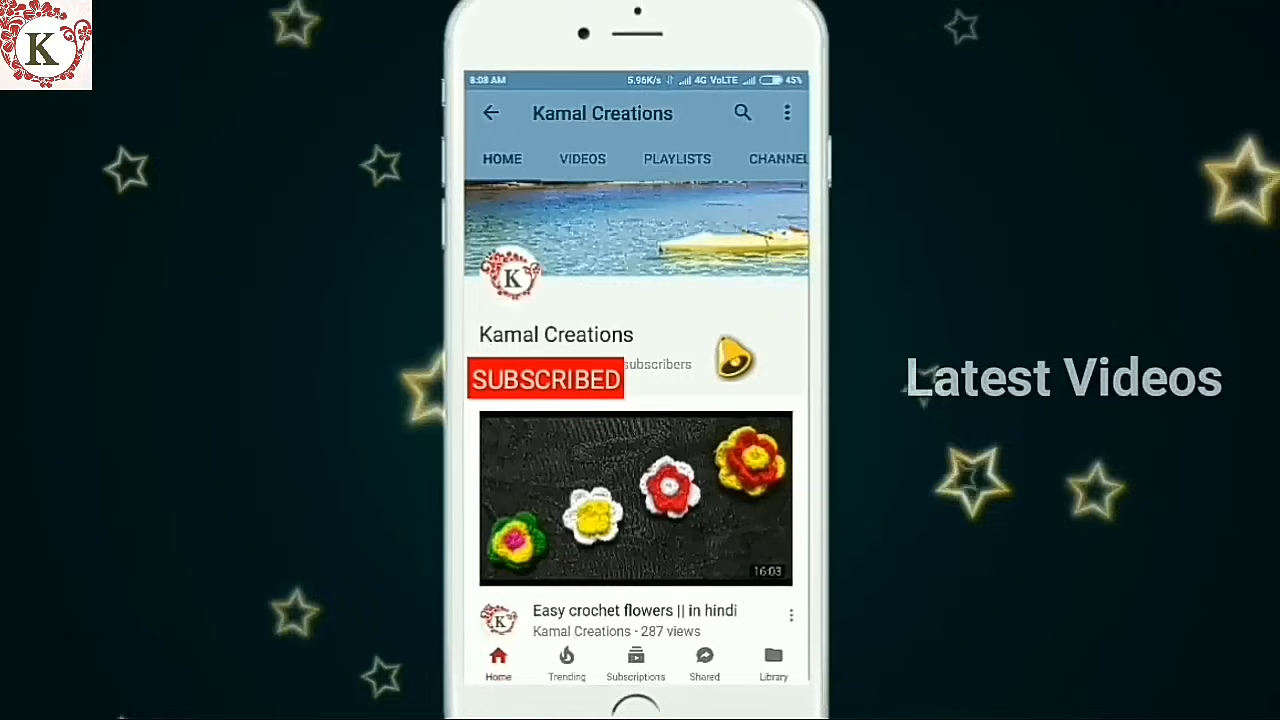 K
8:08 AM 5.96K/s 4G VoLTE 45%
Kamal Creations
HOME VIDEOS PLAYLISTS CHANNEL
K
Kamal Creations
SUBSCRIBED subscribers
Latest Videos
16:03
K
Easy crochet flowers || in hindi
Kamal Creations · 287 views
Home Trending Subscriptions Shared Library